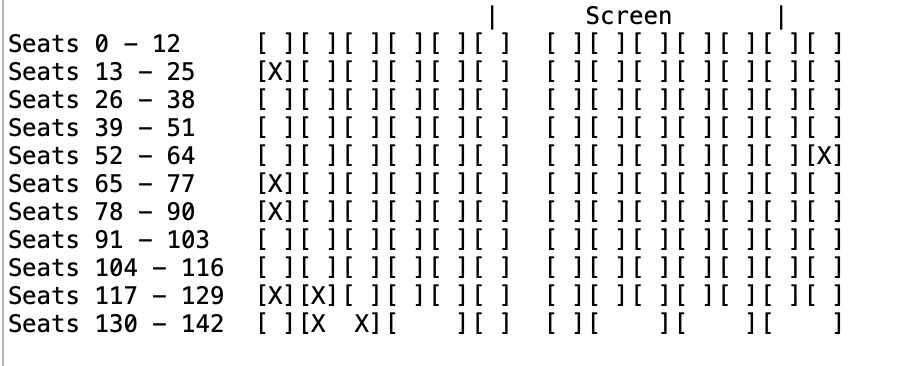 |      Screen       |
Seats 0 – 12     [ ][ ][ ][ ][ ][ ]  [ ][ ][ ][ ][ ][ ][ ]
Seats 13 – 25    [X][ ][ ][ ][ ][ ]  [ ][ ][ ][ ][ ][ ][ ]
Seats 26 – 38    [ ][ ][ ][ ][ ][ ]  [ ][ ][ ][ ][ ][ ][ ]
Seats 39 – 51    [ ][ ][ ][ ][ ][ ]  [ ][ ][ ][ ][ ][ ][ ]
Seats 52 – 64    [ ][ ][ ][ ][ ][ ]  [ ][ ][ ][ ][ ][ ][X]
Seats 65 – 77    [X][ ][ ][ ][ ][ ]  [ ][ ][ ][ ][ ][ ][ ]
Seats 78 – 90    [X][ ][ ][ ][ ][ ]  [ ][ ][ ][ ][ ][ ][ ]
Seats 91 – 103   [ ][ ][ ][ ][ ][ ]  [ ][ ][ ][ ][ ][ ][ ]
Seats 104 – 116  [ ][ ][ ][ ][ ][ ]  [ ][ ][ ][ ][ ][ ][ ]
Seats 117 – 129  [X][X][ ][ ][ ][ ]  [ ][ ][ ][ ][ ][ ][ ]
Seats 130 – 142  [ ][X  X][    ][ ]  [ ][    ][    ][    ]